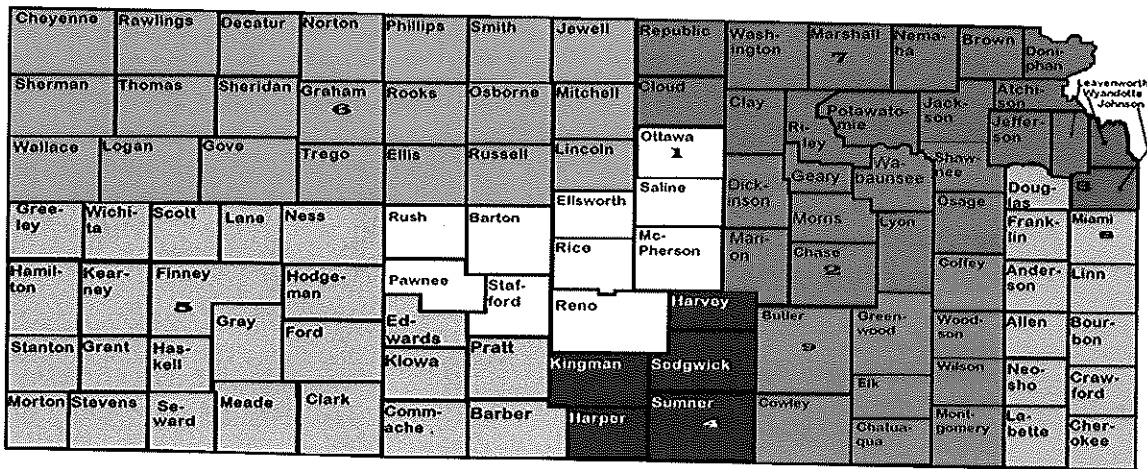 Cheyenne
Rawlings
Decatur
Norton
Phillips
Smith
Jewell
Republic
Wash-
ington
Marshall
7
Nema-
ha
Brown
Doni-
phan
Leavenworth
Wyandotte
Johnson
Sherman
Thomas
Sheridan
Graham
6
Rooks
Osborne
Mitchell
Cloud
Clay
Ri-
ley
Potawato-
mie
Jack-
son
Atchi-
son
Jeffer-
son
Ottawa
1
Wallace
Logan
Gove
Trego
Ellis
Russell
Lincoln
Saline
Dick-
inson
Geary
Wa-
baunsee
Shaw-
nee
Doug-
las
Gree-
ley
Wichi-
ta
Scott
Lane
Ness
Rush
Barton
Ellsworth
Rice
Mc-
Pherson
Mari-
on
Morris
Chase
2
Lyon
Osage
Frank-
lin
Miami
Hamil-
ton
Kear-
ney
Finney
5
Hodge-
man
Pawnee
Staf-
ford
Reno
Harvey
Coffey
Ander-
son
Linn
Gray
Ford
Ed-
wards
Butler
9
Green-
wood
Wood-
son
Allen
Bour-
bon
Stanton
Grant
Has-
kell
Kiowa
Pratt
Kingman
Sedgwick
Elk
Wilson
Neo-
sho
Craw-
ford
Morton
Stevens
Se-
ward
Meade
Clark
Comm-
ache
Barber
Harper
Sumner
4
Cowley
Chatua-
qua
Mont-
gomery
La-
bette
Cher-
okee